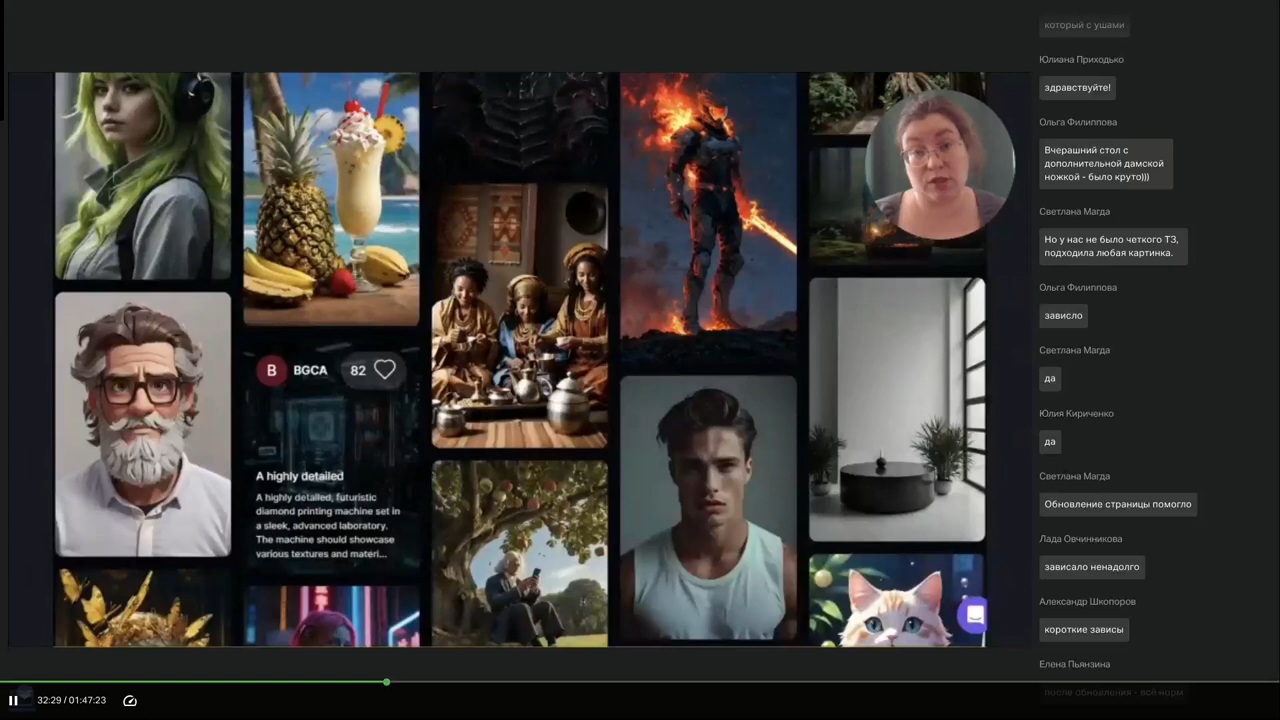 B BGCA 82
A highly detailed
A highly detailed, futuristic
diamond printing machine set in
a sleek, advanced laboratory.
The machine should showcase
various textures and materi...
который с ушами
Юлиана Приходько
здравствуйте!
Ольга Филиппова
Вчерашний стол с
дополнительной дамской
ножкой - было круто)))
Светлана Магда
Но у нас не было четкого ТЗ,
подходила любая картинка.
Ольга Филиппова
зависло
Светлана Магда
да
Юлия Кириченко
да
Светлана Магда
Обновление страницы помогло
Лада Овчинникова
зависало ненадолго
Александр Шкопоров
короткие зависы
Елена Пьянзина
после обновления - всё норм
32:29 / 01:47:23